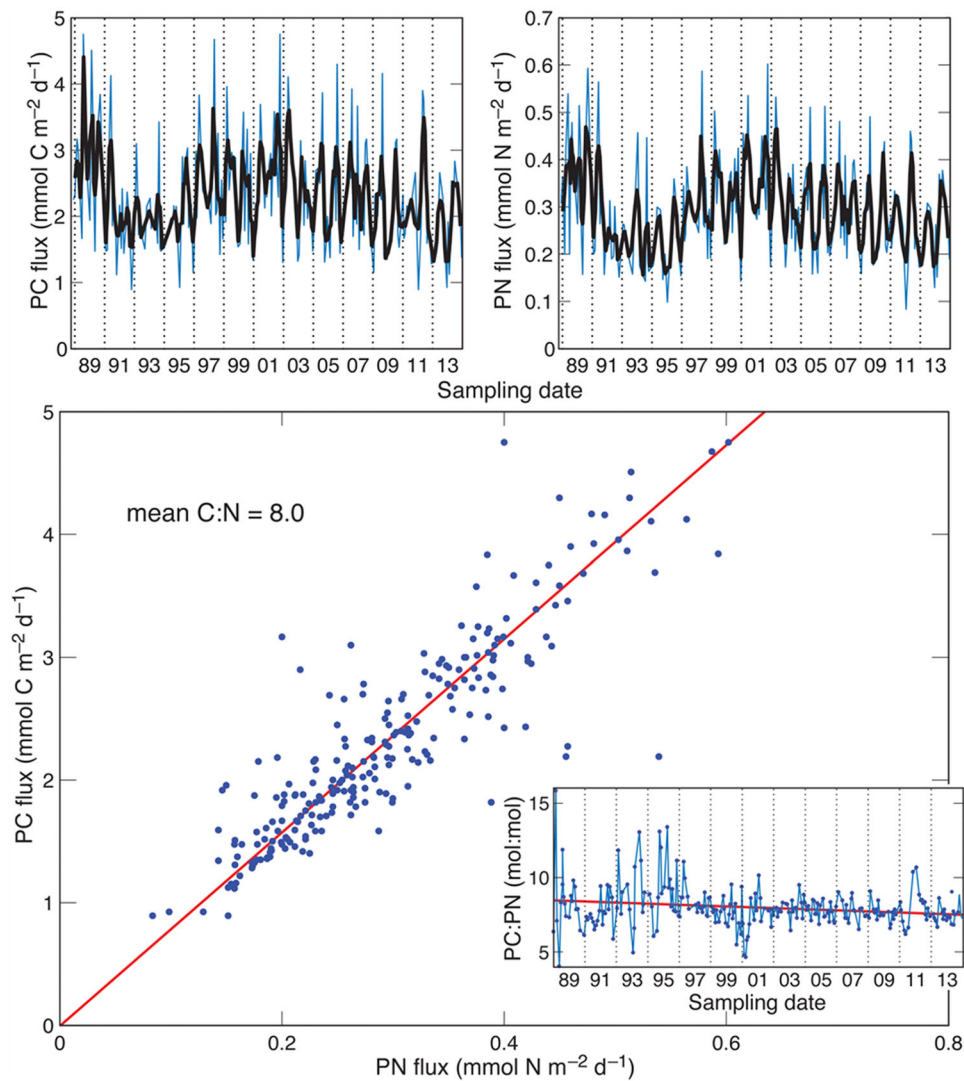 PC flux (mmol C m⁻² d⁻¹)
5
4
3
2
1
0
89 91 93 95 97 99 01 03 05 07 09 11 13
PN flux (mmol N m⁻² d⁻¹)
0.7
0.6
0.5
0.4
0.3
0.2
0.1
0
89 91 93 95 97 99 01 03 05 07 09 11 13
Sampling date
PC flux (mmol C m⁻² d⁻¹)
5
4
3
2
1
0
mean C:N = 8.0
PC:PN (mol:mol)
15
10
5
89 91 93 95 97 99 01 03 05 07 09 11 13
Sampling date
0 0.2 0.4 0.6 0.8
PN flux (mmol N m⁻² d⁻¹)